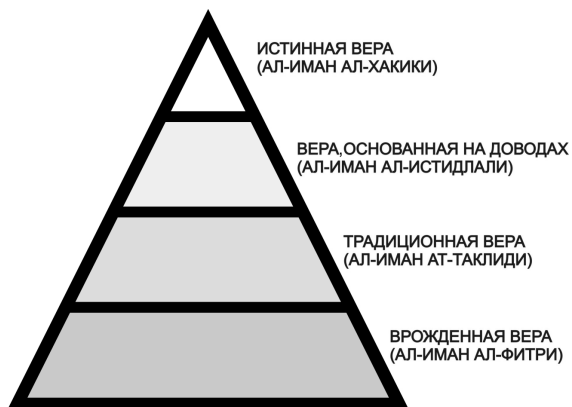 ИСТИННАЯ ВЕРА
(АЛ-ИМАН АЛ-ХАКИКИ)
ВЕРА,ОСНОВАННАЯ НА ДОВОДАХ
(АЛ-ИМАН АЛ-ИСТИДЛАЛИ)
ТРАДИЦИОННАЯ ВЕРА
(АЛ-ИМАН АТ-ТАКЛИДИ)
ВРОЖДЕННАЯ ВЕРА
(АЛ-ИМАН АЛ-ФИТРИ)